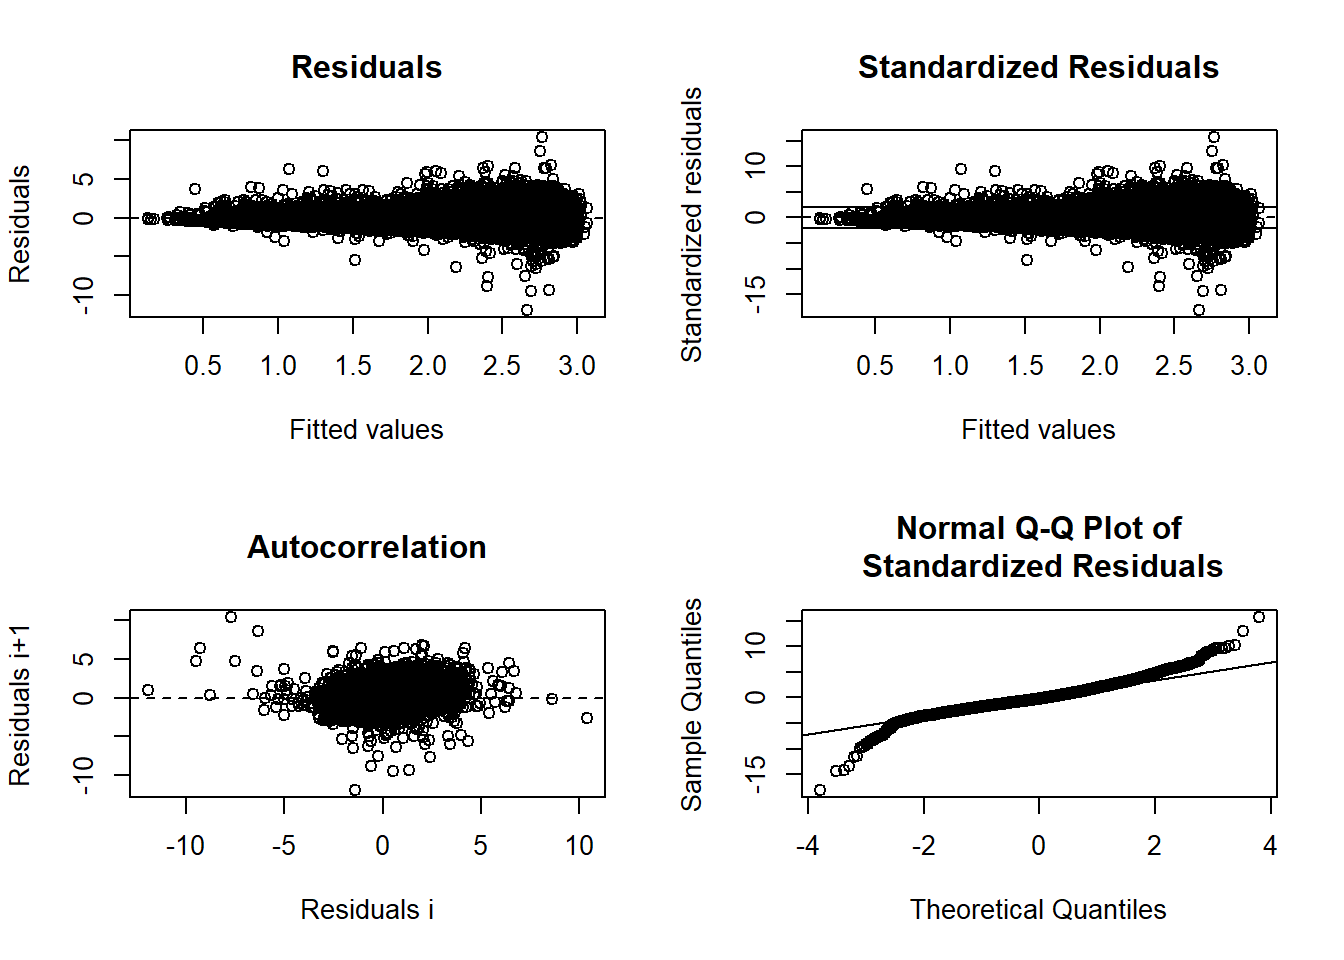 Residuals
Residuals
5
0
-10
0.5 1.0 1.5 2.0 2.5 3.0
Fitted values
Standardized Residuals
Standardized residuals
10
0
-15
0.5 1.0 1.5 2.0 2.5 3.0
Fitted values
Autocorrelation
Residuals i+1
5
0
-10
-10 -5 0 5 10
Residuals i
Normal Q-Q Plot of
Standardized Residuals
Sample Quantiles
10
0
-15
-4 -2 0 2 4
Theoretical Quantiles